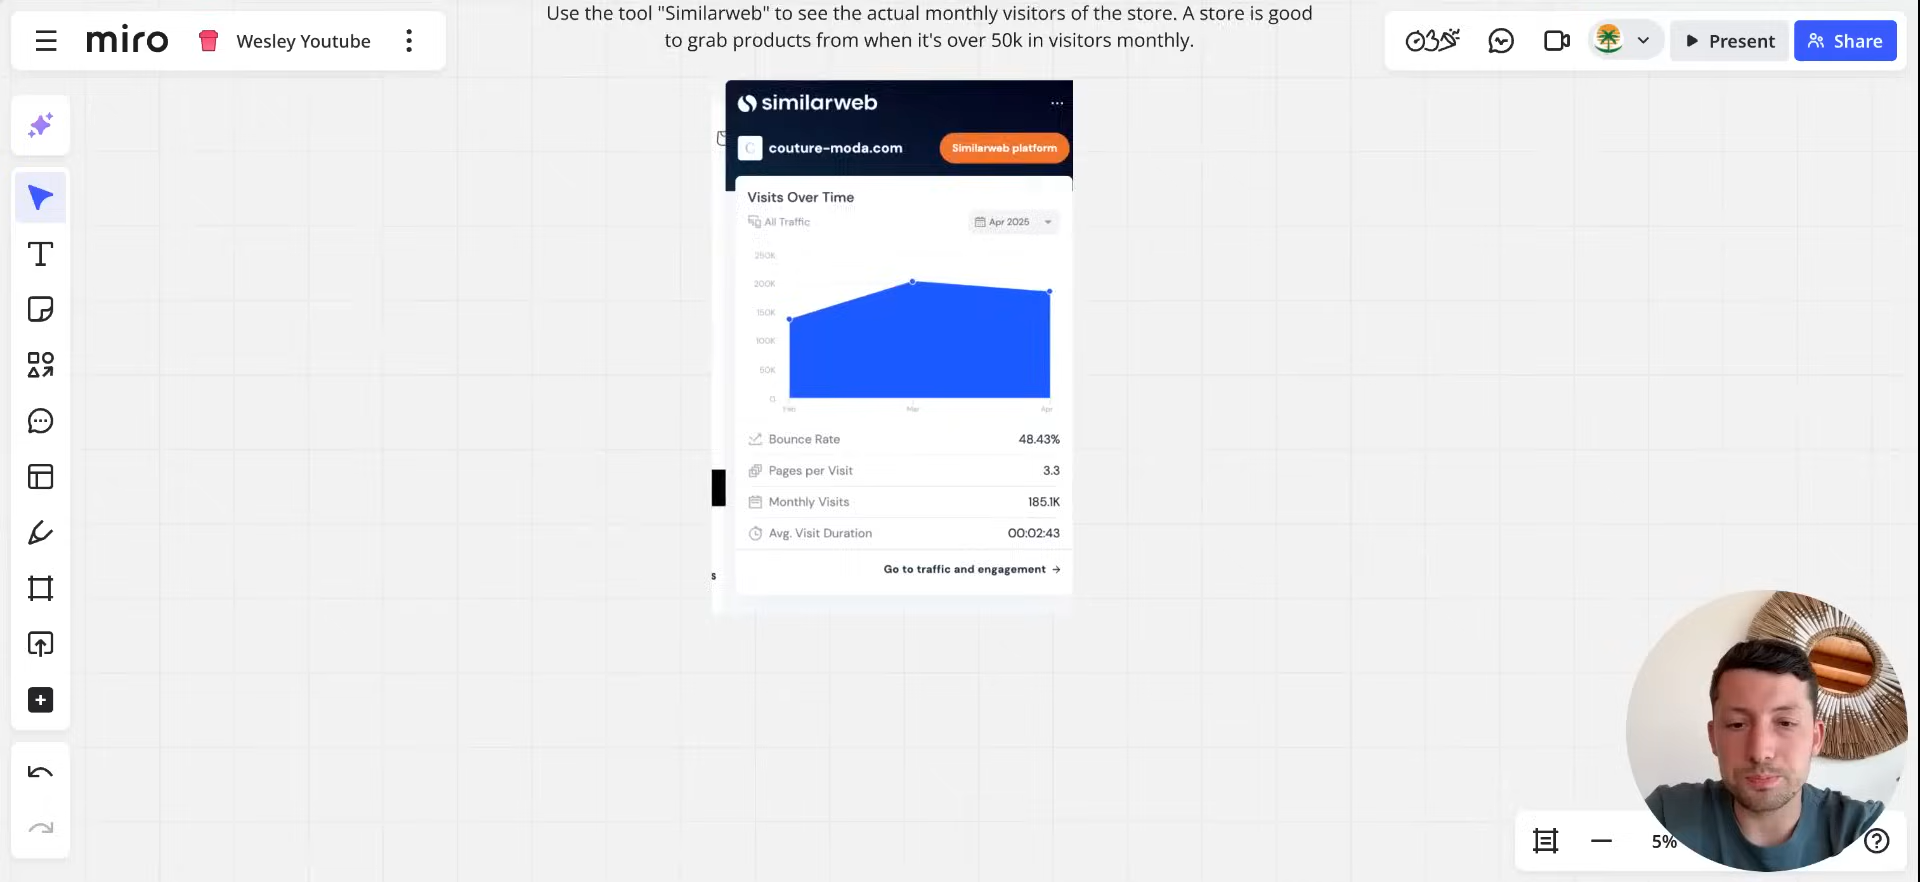 Use the tool "Similarweb" to see the actual monthly visitors of the store. A store is good
to grab products from when it's over 50k in visitors monthly.
miro
Wesley Youtube
Present
Share
similarweb
C couture-moda.com
Similarweb platform
Visits Over Time
All Traffic
Apr 2025
250K
200K
150K
100K
50K
0
Feb
Mar
Apr
Bounce Rate
48.43%
Pages per Visit
3.3
Monthly Visits
185.1K
Avg. Visit Duration
00:02:43
Go to traffic and engagement →
s
5%